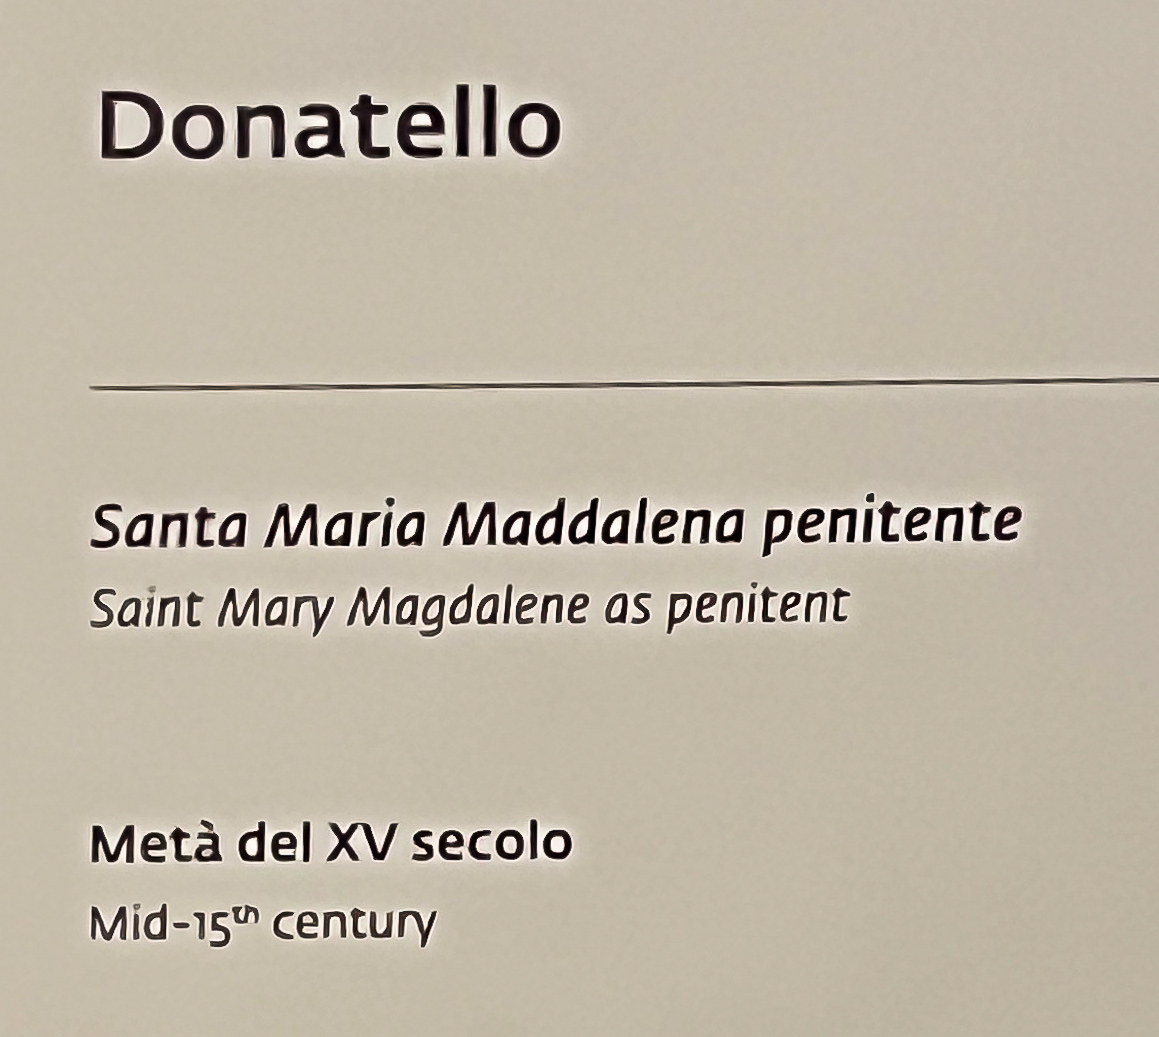 Donatello
Santa Maria Maddalena penitente
Saint Mary Magdalene as penitent
Metà del XV secolo
Mid-15th century